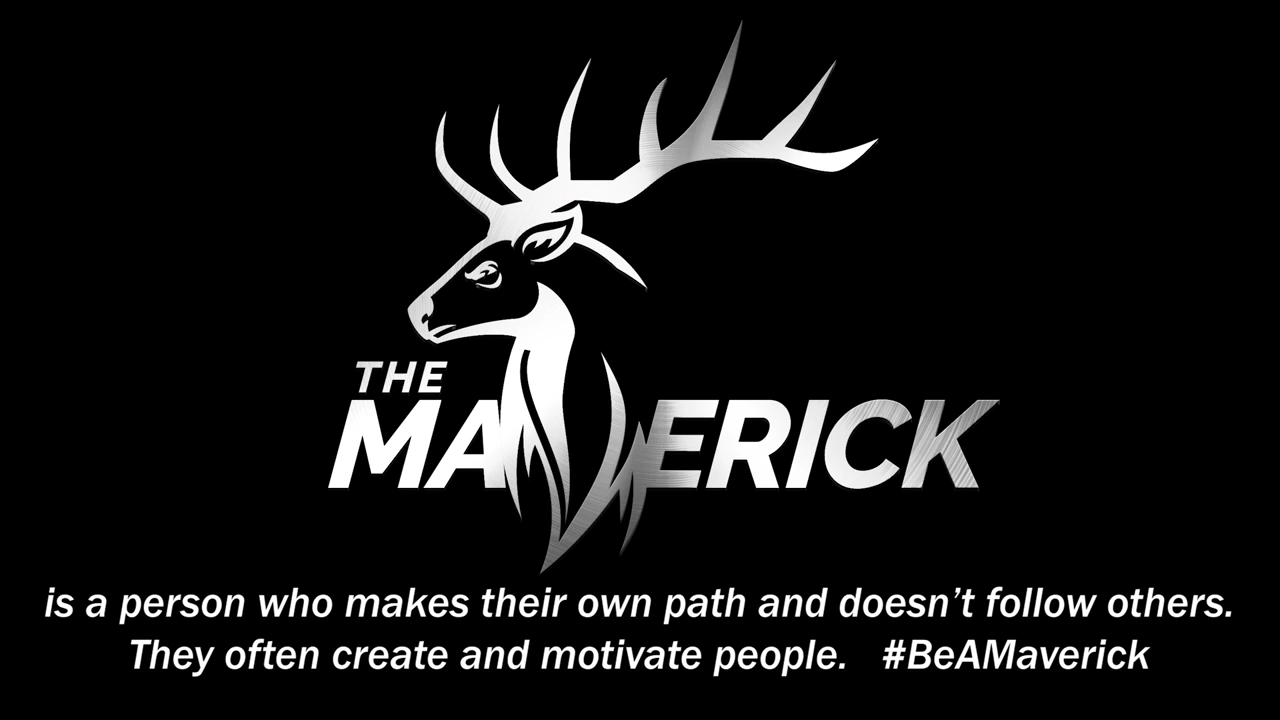 THE
MAVERICK
is a person who makes their own path and doesn't follow others.
They often create and motivate people. #BeAMaverick